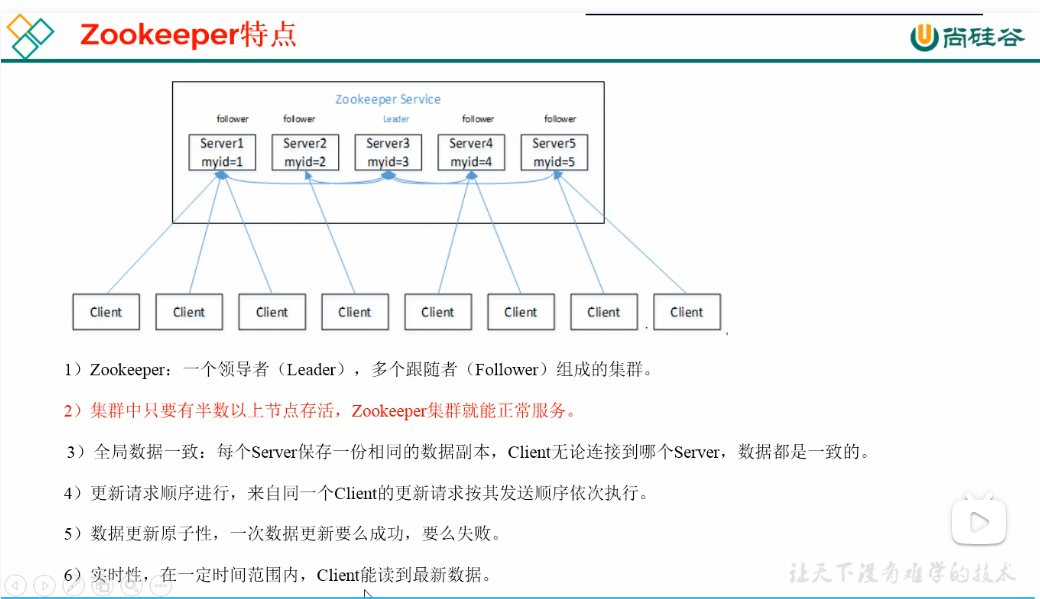 Zookeeper特点
尚硅谷
Zookeeper Service
follower follower Leader follower follower
Server1 Server2 Server3 Server4 Server5
myid=1 myid=2 myid=3 myid=4 myid=5
Client Client Client Client Client Client Client Client
1）Zookeeper：一个领导者（Leader），多个跟随者（Follower）组成的集群。
2）集群中只要有半数以上节点存活，Zookeeper集群就能正常服务。
3）全局数据一致：每个Server保存一份相同的数据副本，Client无论连接到哪个Server，数据都是一致的。
4）更新请求顺序进行，来自同一个Client的更新请求按其发送顺序依次执行。
5）数据更新原子性，一次数据更新要么成功，要么失败。
6）实时性，在一定时间范围内，Client能读到最新数据。
让天下没有难学的技术